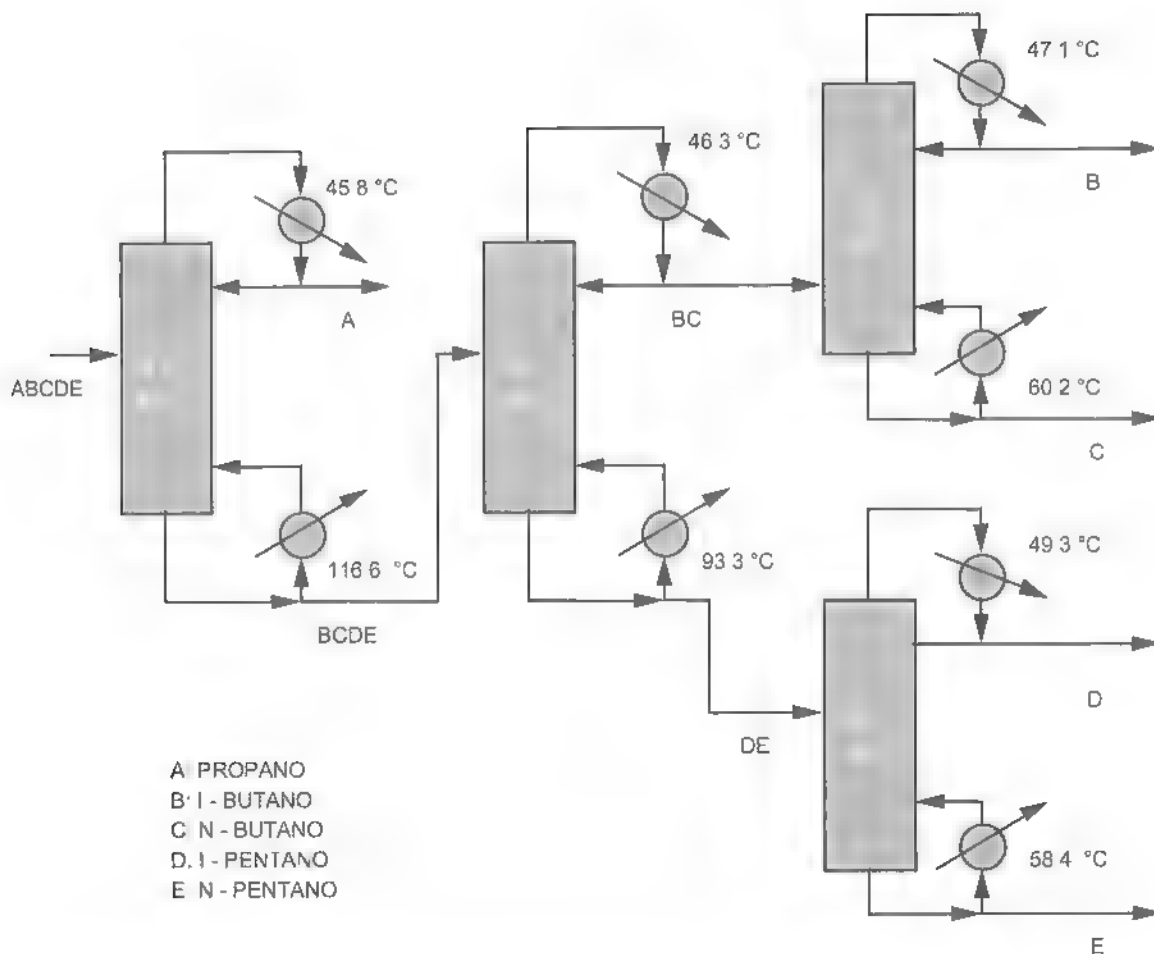 47 1 °C
46 3 °C
45 8 °C
B
A
BC
ABCDE
60 2 °C
C
49 3 °C
116 6 °C
93 3 °C
BCDE
D
DE
A PROPANO
B: I - BUTANO
C N - BUTANO
D. I - PENTANO
E N - PENTANO
58 4 °C
E